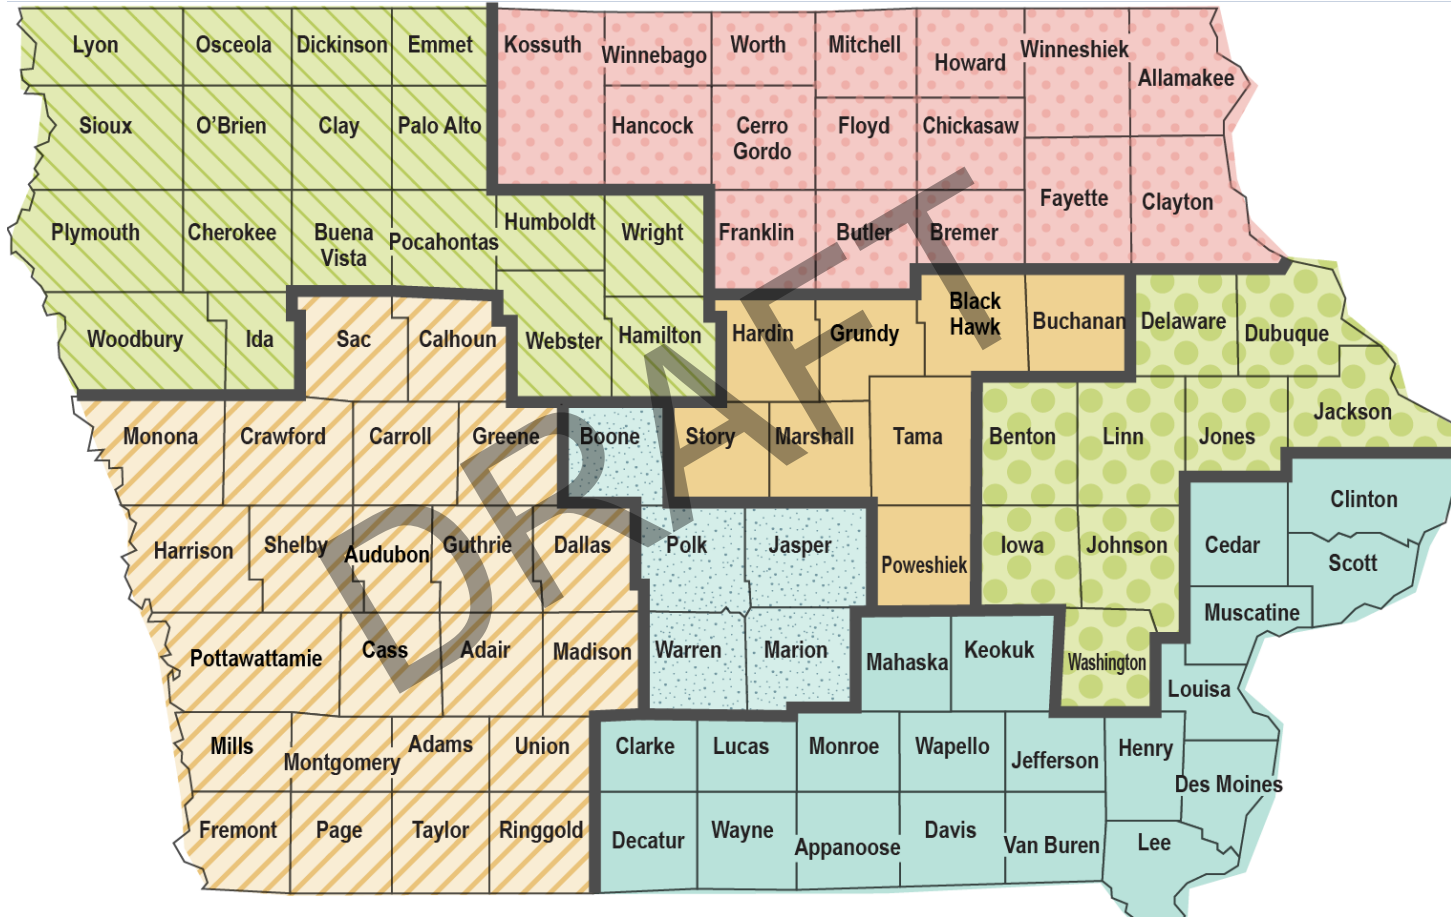 Lyon
Osceola
Dickinson
Emmet
Kossuth
Winnebago
Worth
Mitchell
Howard
Winneshiek
Allamakee
Sioux
O'Brien
Clay
Palo Alto
Hancock
Cerro
Gordo
Floyd
Chickasaw
Fayette
Clayton
Plymouth
Cherokee
Buena
Vista
Pocahontas
Humboldt
Wright
Franklin
Butler
Bremer
Woodbury
Ida
Sac
Calhoun
Webster
Hamilton
Hardin
Grundy
Black
Hawk
Buchanan
Delaware
Dubuque
Monona
Crawford
Carroll
Greene
Boone
Story
Marshall
Tama
Benton
Linn
Jones
Jackson
Harrison
Shelby
Audubon
Guthrie
Dallas
Polk
Jasper
Poweshiek
Iowa
Johnson
Cedar
Clinton
Scott
Muscatine
Pottawattamie
Cass
Adair
Madison
Warren
Marion
Mahaska
Keokuk
Washington
Louisa
Mills
Montgomery
Adams
Union
Clarke
Lucas
Monroe
Wapello
Jefferson
Henry
Des Moines
Fremont
Page
Taylor
Ringgold
Decatur
Wayne
Appanoose
Davis
Van Buren
Lee
DRAFT